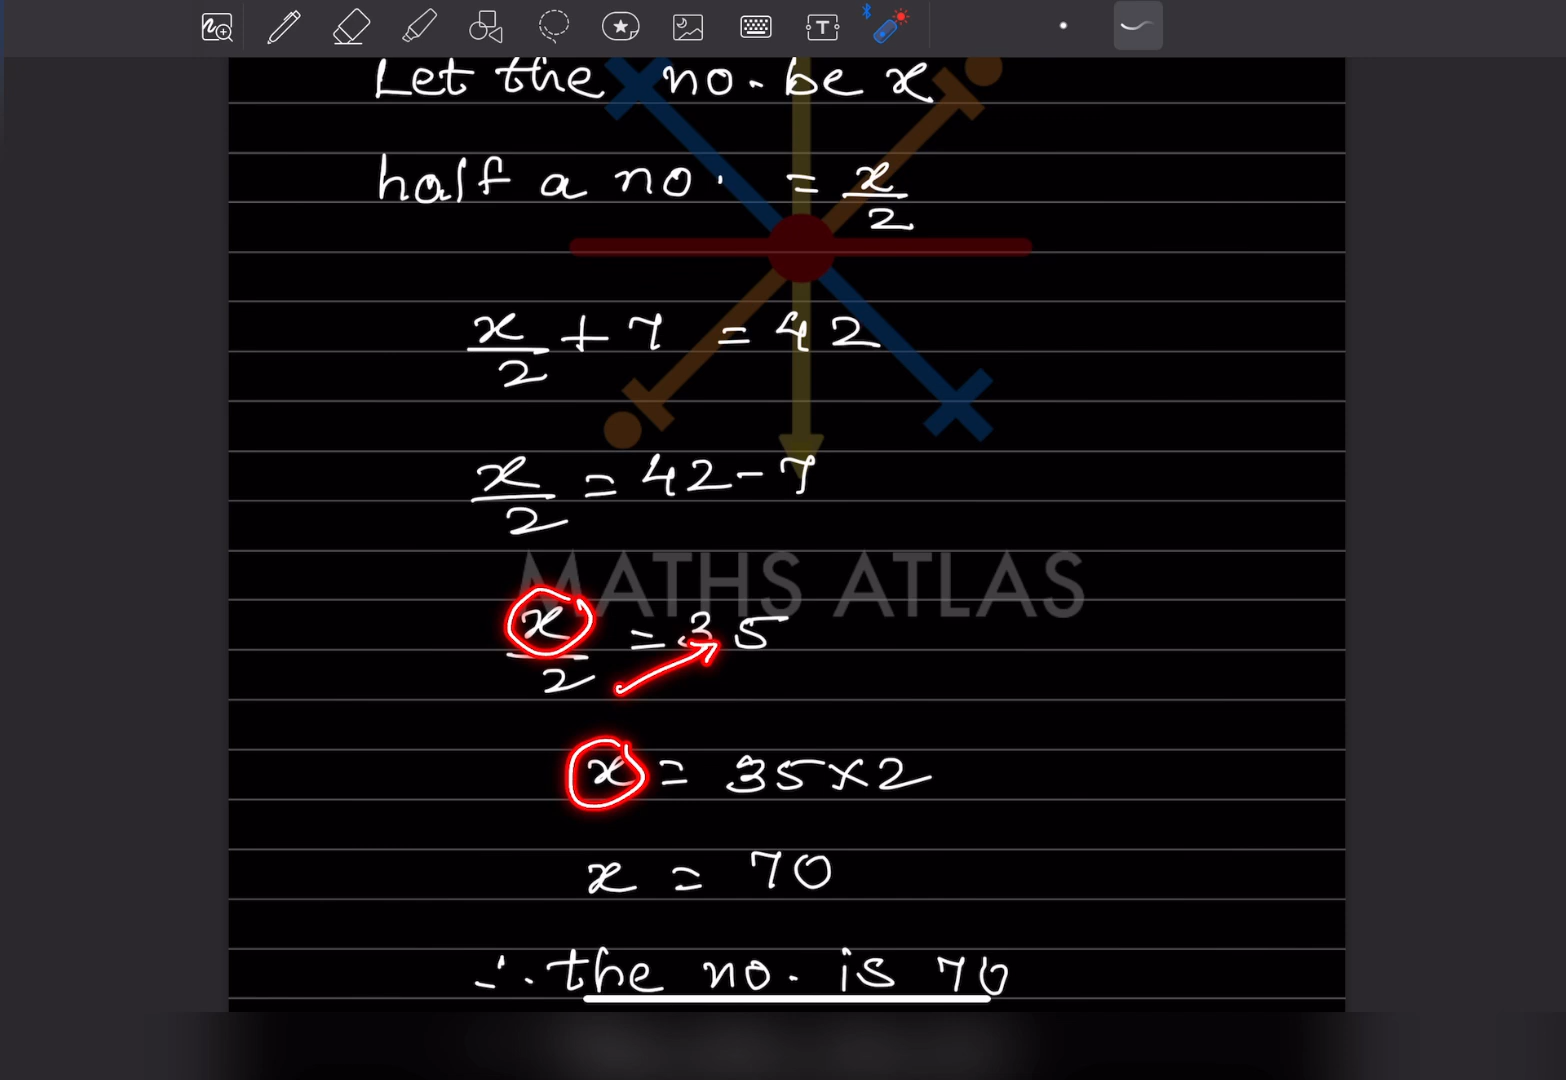 Let the no. be x
half a no. = x/2
x/2 + 7 = 42
x/2 = 42 - 7
MATHS ATLAS
x/2 = 35
x = 35 × 2
x = 70
∴ the no. is 70